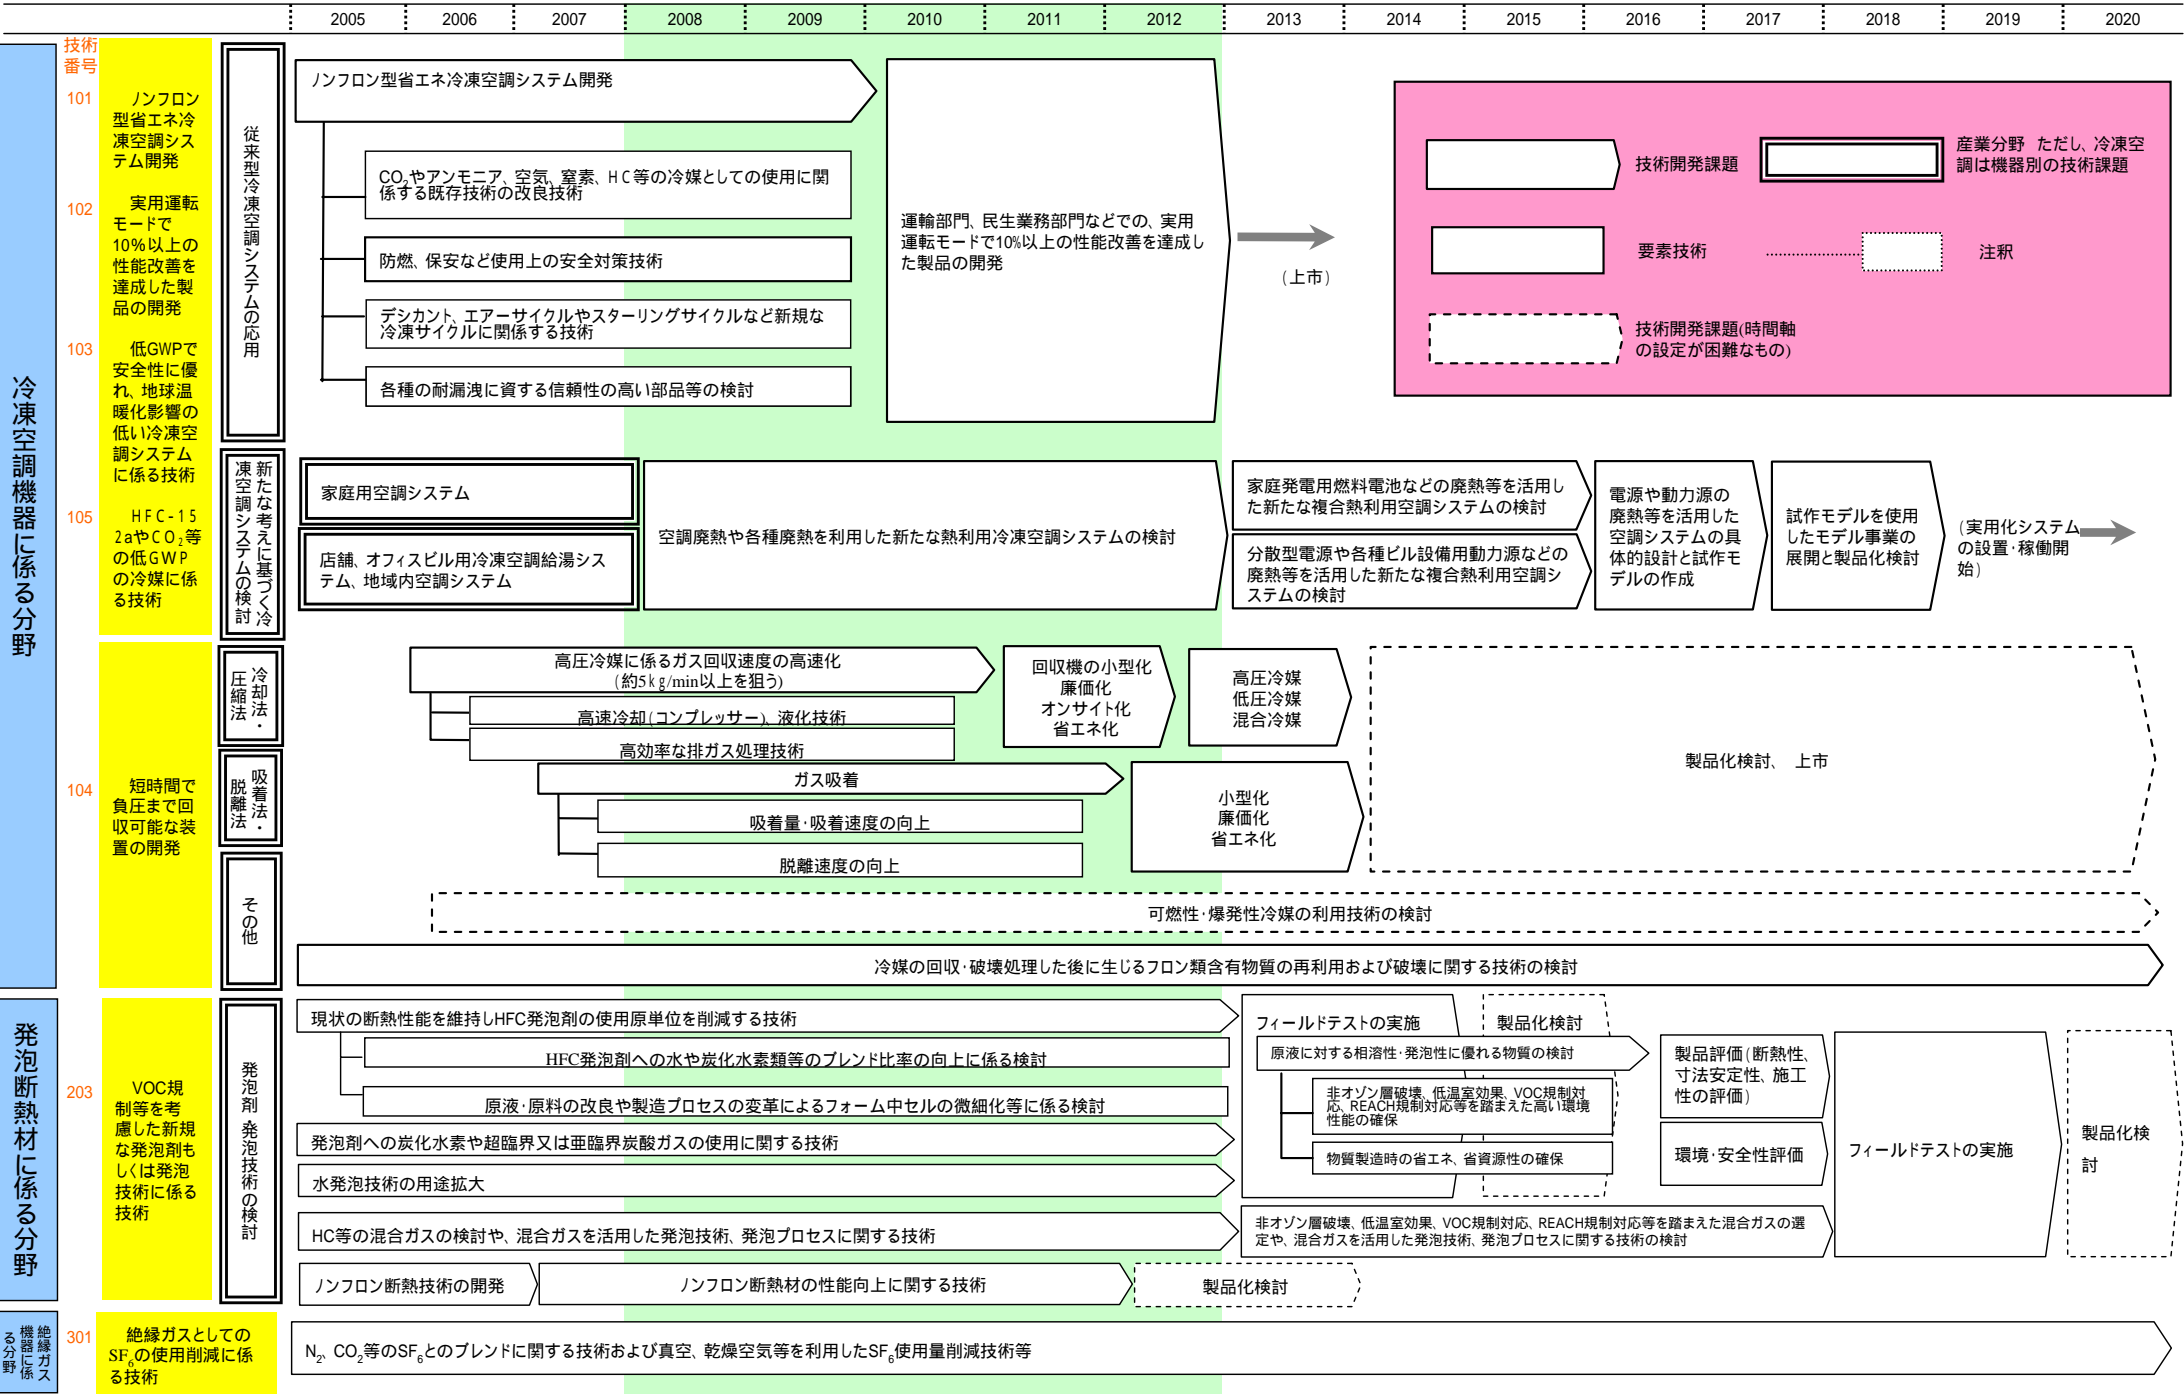 2005 2006 2007 2008 2009 2010 2011 2012 2013 2014 2015 2016 2017 2018 2019 2020
技術
番号
冷凍空調機器に係る分野
101
102
103
105
ノンフロン
型省エネ冷
凍空調シス
テム開発
実用運転
モードで
10%以上の
性能改善を
達成した製
品の開発
低GWPで
安全性に優
れ、地球温
暖化影響の
低い冷凍空
調システム
に係る技術
HFC-15
2aやCO2等
の低GWP
の冷媒に係
る技術
従来型冷凍空調システムの応用
ノンフロン型省エネ冷凍空調システム開発
CO2やアンモニア、空気、窒素、HC等の冷媒としての使用に関
係する既存技術の改良技術
防燃、保安など使用上の安全対策技術
デシカント、エアーサイクルやスターリングサイクルなど新規な
冷凍サイクルに関係する技術
各種の耐漏洩に資する信頼性の高い部品等の検討
運輸部門、民生業務部門などでの、実用
運転モードで10%以上の性能改善を達成し
た製品の開発
(上市)
技術開発課題
産業分野 ただし、冷凍空
調は機器別の技術課題
要素技術
注釈
技術開発課題(時間軸
の設定が困難なもの)
新たな考えに基づく冷
凍空調システムの検討
家庭用空調システム
店舗、オフィスビル用冷凍空調給湯シス
テム、地域内空調システム
空調廃熱や各種廃熱を利用した新たな熱利用冷凍空調システムの検討
家庭発電用燃料電池などの廃熱等を活用し
た新たな複合熱利用空調システムの検討
分散型電源や各種ビル設備用動力源などの
廃熱等を活用した新たな複合熱利用空調シ
ステムの検討
電源や動力源の
廃熱等を活用した
空調システムの具
体的設計と試作モ
デルの作成
試作モデルを使用
したモデル事業の
展開と製品化検討
(実用化システム
の設置・稼働開
始)
104
短時間で
負圧まで回
収可能な装
置の開発
冷却法・
圧縮法
高圧冷媒に係るガス回収速度の高速化
(約5kg/min以上を狙う)
高速冷却(コンプレッサー)、液化技術
高効率な排ガス処理技術
回収機の小型化
廉価化
オンサイト化
省エネ化
高圧冷媒
低圧冷媒
混合冷媒
吸着法・
脱離法
ガス吸着
吸着量・吸着速度の向上
脱離速度の向上
小型化
廉価化
省エネ化
製品化検討、 上市
その他
可燃性・爆発性冷媒の利用技術の検討
冷媒の回収・破壊処理した後に生じるフロン類含有物質の再利用および破壊に関する技術の検討
発泡断熱材に係る分野
203
VOC規
制等を考
慮した新規
な発泡剤も
しくは発泡
技術に係る
技術
発泡剤・発泡技術の検討
現状の断熱性能を維持しHFC発泡剤の使用原単位を削減する技術
HFC発泡剤への水や炭化水素類等のブレンド比率の向上に係る検討
原液・原料の改良や製造プロセスの変革によるフォーム中セルの微細化等に係る検討
発泡剤への炭化水素や超臨界又は亜臨界炭酸ガスの使用に関する技術
水発泡技術の用途拡大
HC等の混合ガスの検討や、混合ガスを活用した発泡技術、発泡プロセスに関する技術
ノンフロン断熱技術の開発
ノンフロン断熱材の性能向上に関する技術
製品化検討
フィールドテストの実施
製品化検討
原液に対する相溶性・発泡性に優れる物質の検討
非オゾン層破壊、低温室効果、VOC規制対
応、REACH規制対応等を踏まえた高い環境
性能の確保
物質製造時の省エネ、省資源性の確保
非オゾン層破壊、低温室効果、VOC規制対応、REACH規制対応等を踏まえた混合ガスの選
定や、混合ガスを活用した発泡技術、発泡プロセスに関する技術の検討
製品評価(断熱性、
寸法安定性、施工
性の評価)
環境・安全性評価
フィールドテストの実施
製品化検
討
絶縁ガス
機器に係
る分野
301
絶縁ガスとしての
SF6の使用削減に係
る技術
N2、CO2等のSF6とのブレンドに関する技術および真空、乾燥空気等を利用したSF6使用量削減技術等